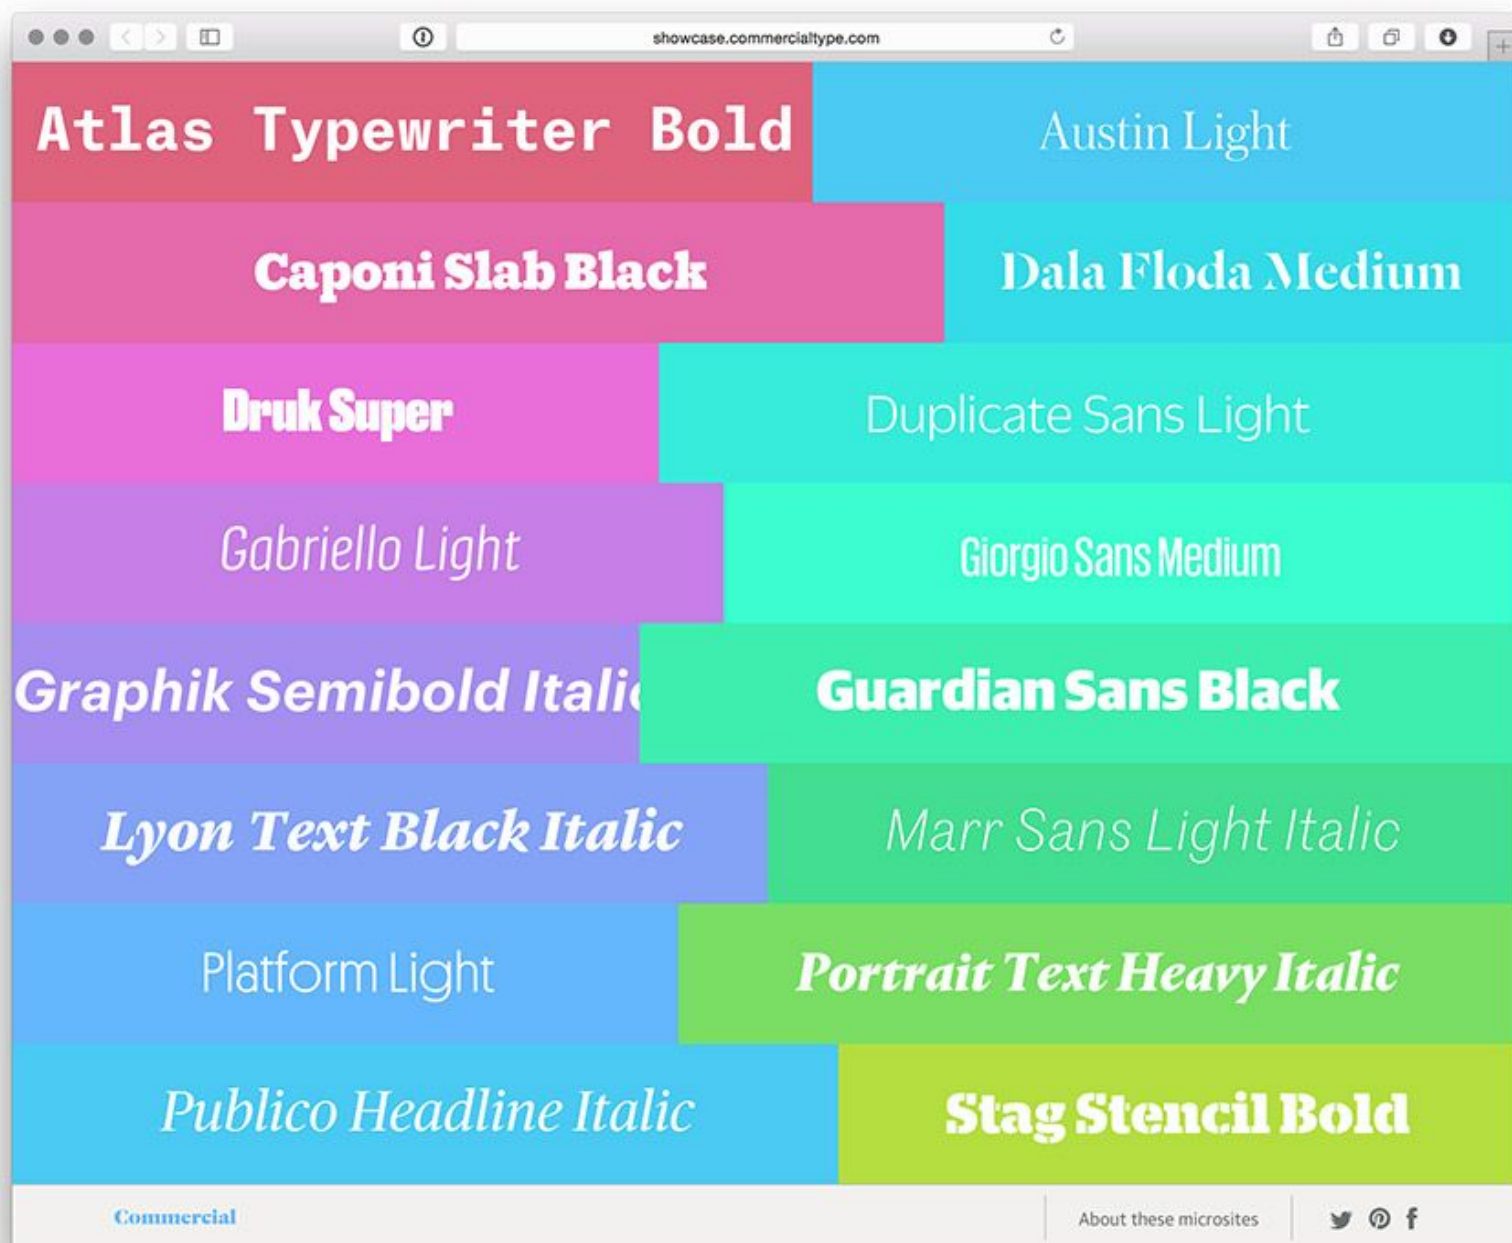 showcase.commercialtype.com
Atlas Typewriter Bold
Austin Light
Caponi Slab Black
Dala Floda Medium
Druk Super
Duplicate Sans Light
Gabriello Light
Giorgio Sans Medium
Graphik Semibold Italic
Guardian Sans Black
Lyon Text Black Italic
Marr Sans Light Italic
Platform Light
Portrait Text Heavy Italic
Publico Headline Italic
Stag Stencil Bold
Commercial
About these microsites